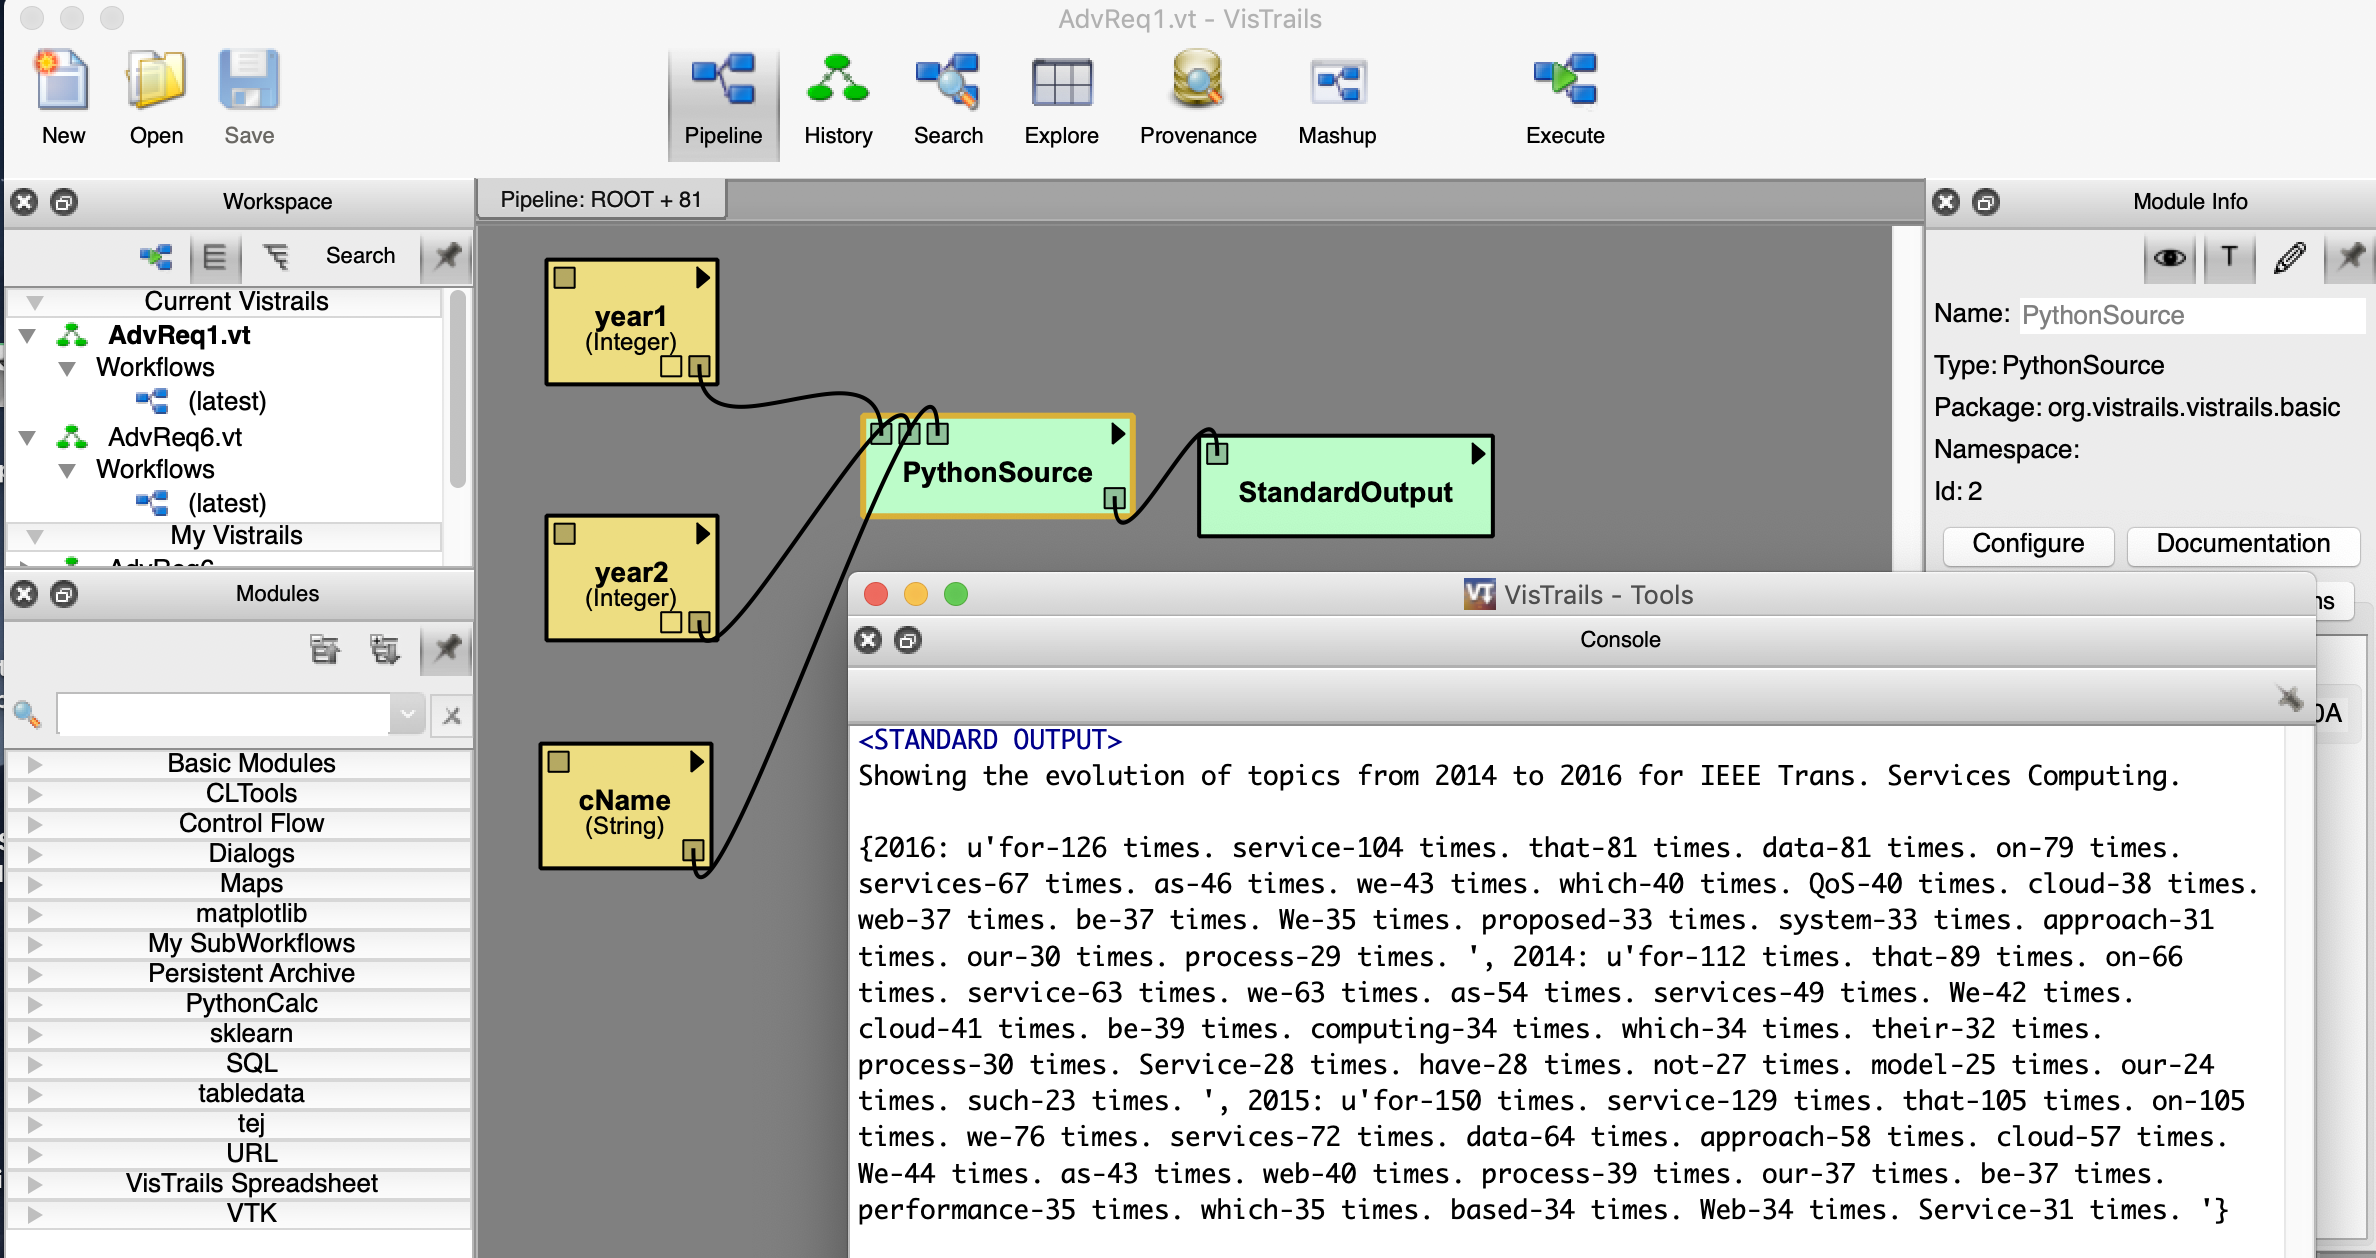 AdvReq1.vt - VisTrails
New
Open
Save
Pipeline
History
Search
Explore
Provenance
Mashup
Execute
Workspace
Search
Current Vistrails
AdvReq1.vt
Workflows
(latest)
AdvReq6.vt
Workflows
(latest)
My Vistrails
AdvReq6
Modules
Basic Modules
CLTools
Control Flow
Dialogs
Maps
matplotlib
My SubWorkflows
Persistent Archive
PythonCalc
sklearn
SQL
tabledata
tej
URL
VisTrails Spreadsheet
VTK
Pipeline: ROOT + 81
year1
(Integer)
year2
(Integer)
cName
(String)
PythonSource
StandardOutput
Module Info
T
Name: PythonSource
Type: PythonSource
Package: org.vistrails.vistrails.basic
Namespace:
Id: 2
Configure
Documentation
ns
0A
VT VisTrails - Tools
Console
<STANDARD OUTPUT>
Showing the evolution of topics from 2014 to 2016 for IEEE Trans. Services Computing.
{2016: u'for-126 times. service-104 times. that-81 times. data-81 times. on-79 times.
services-67 times. as-46 times. we-43 times. which-40 times. QoS-40 times. cloud-38 times.
web-37 times. be-37 times. We-35 times. proposed-33 times. system-33 times. approach-31
times. our-30 times. process-29 times. ', 2014: u'for-112 times. that-89 times. on-66
times. service-63 times. we-63 times. as-54 times. services-49 times. We-42 times.
cloud-41 times. be-39 times. computing-34 times. which-34 times. their-32 times.
process-30 times. Service-28 times. have-28 times. not-27 times. model-25 times. our-24
times. such-23 times. ', 2015: u'for-150 times. service-129 times. that-105 times. on-105
times. we-76 times. services-72 times. data-64 times. approach-58 times. cloud-57 times.
We-44 times. as-43 times. web-40 times. process-39 times. our-37 times. be-37 times.
performance-35 times. which-35 times. based-34 times. Web-34 times. Service-31 times. '}